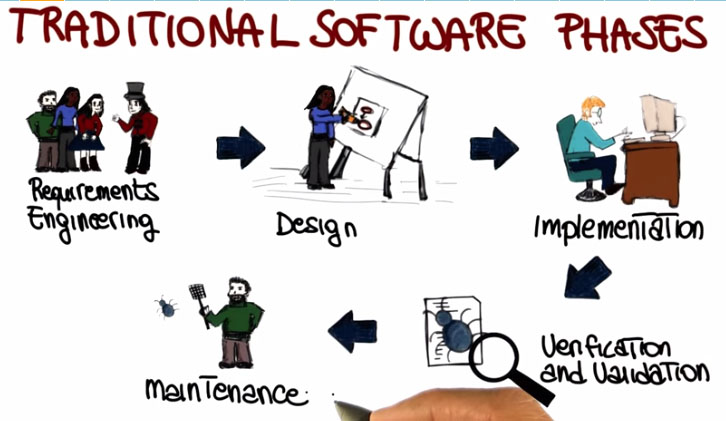 TRADITIONAL SOFTWARE PHASES
Requirements
Engineering
Design
Implementation
Verification
and Validation
Maintenance